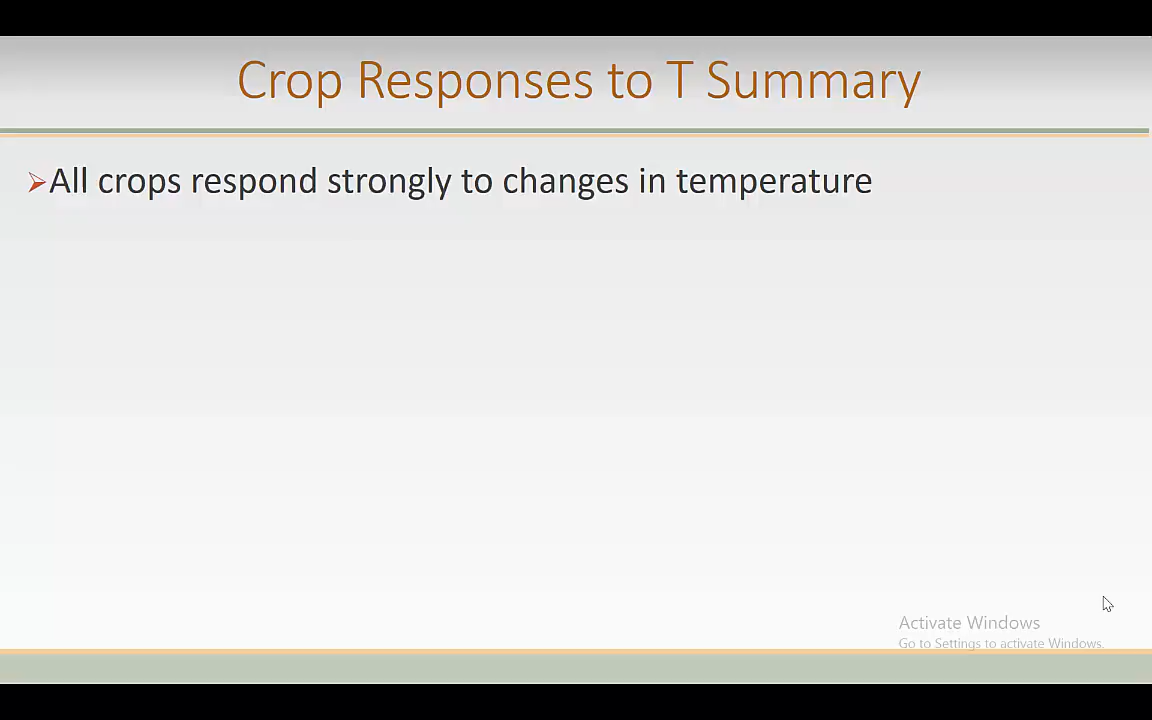 Crop Responses to T Summary
All crops respond strongly to changes in temperature
Activate Windows
Go to Settings to activate Windows.